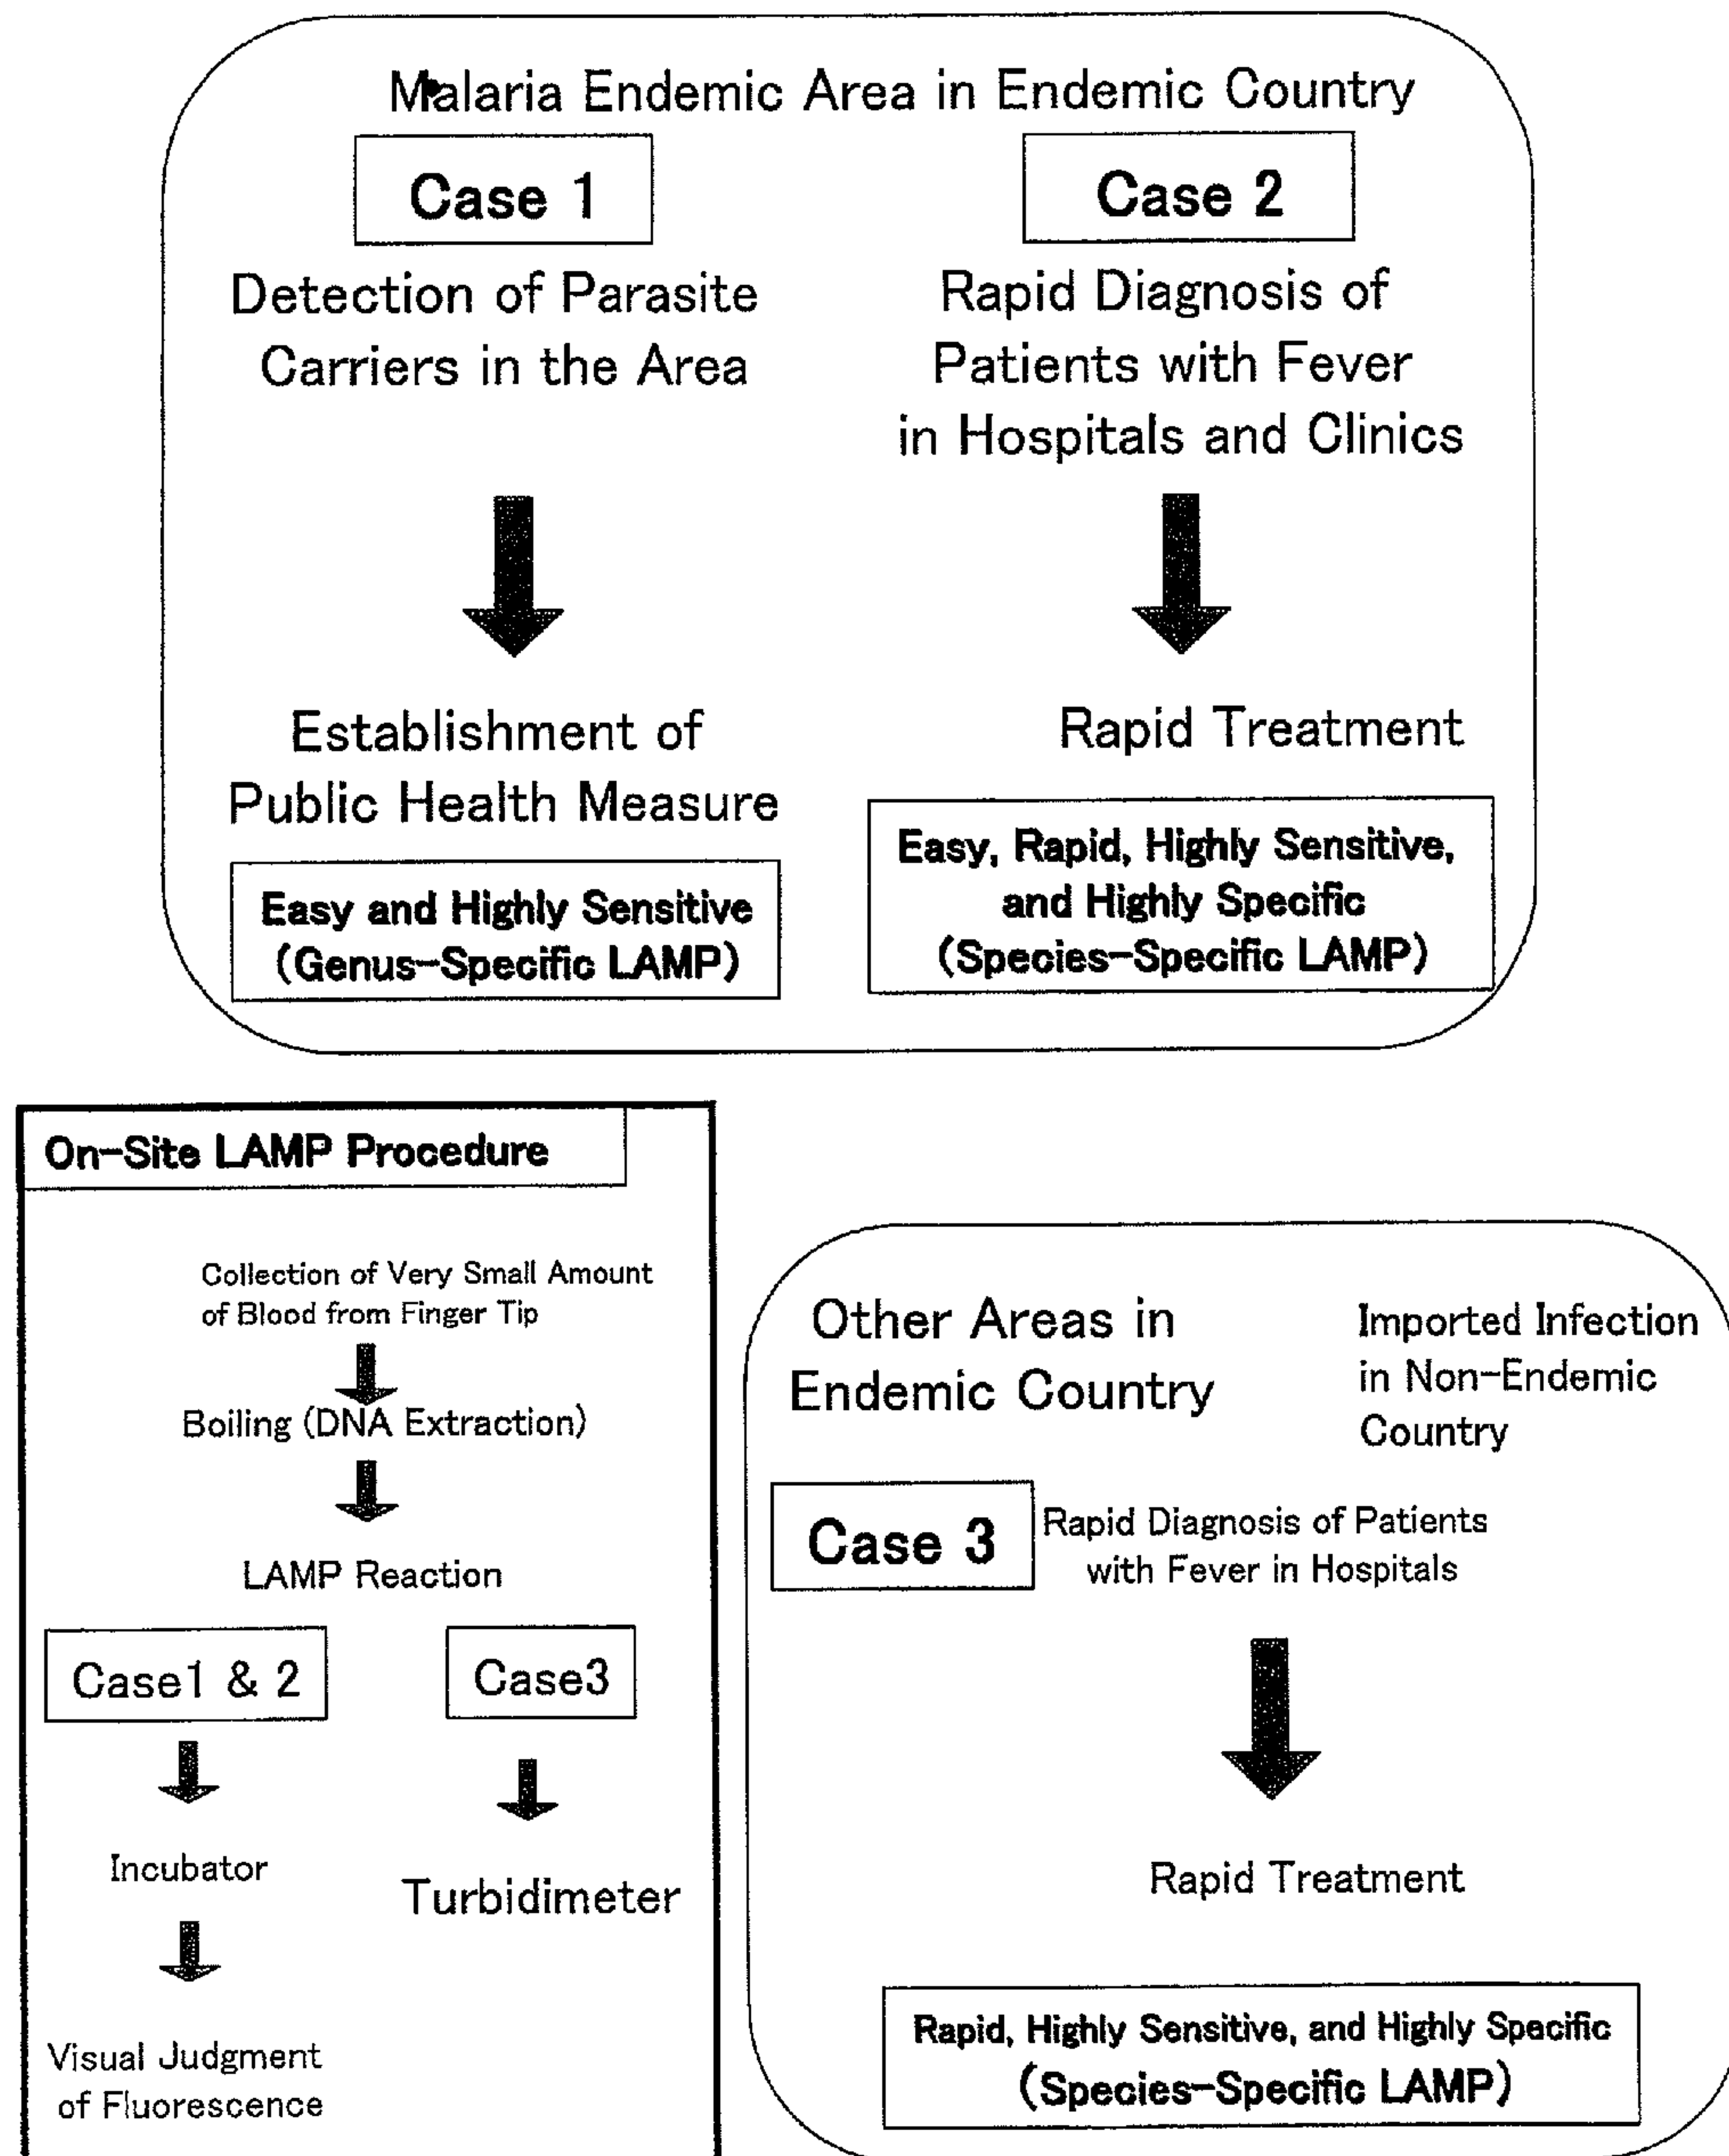 Malaria Endemic Area in Endemic Country
Case 1
Detection of Parasite
Carriers in the Area
Establishment of
Public Health Measure
Easy and Highly Sensitive
(Genus-Specific LAMP)
Case 2
Rapid Diagnosis of
Patients with Fever
in Hospitals and Clinics
Rapid Treatment
Easy, Rapid, Highly Sensitive,
and Highly Specific
(Species-Specific LAMP)
On-Site LAMP Procedure
Collection of Very Small Amount
of Blood from Finger Tip
Boiling (DNA Extraction)
LAMP Reaction
Case1 & 2
Incubator
Visual Judgment
of Fluorescence
Case3
Turbidimeter
Other Areas in
Endemic Country
Imported Infection
in Non-Endemic
Country
Case 3
Rapid Diagnosis of Patients
with Fever in Hospitals
Rapid Treatment
Rapid, Highly Sensitive, and Highly Specific
(Species-Specific LAMP)